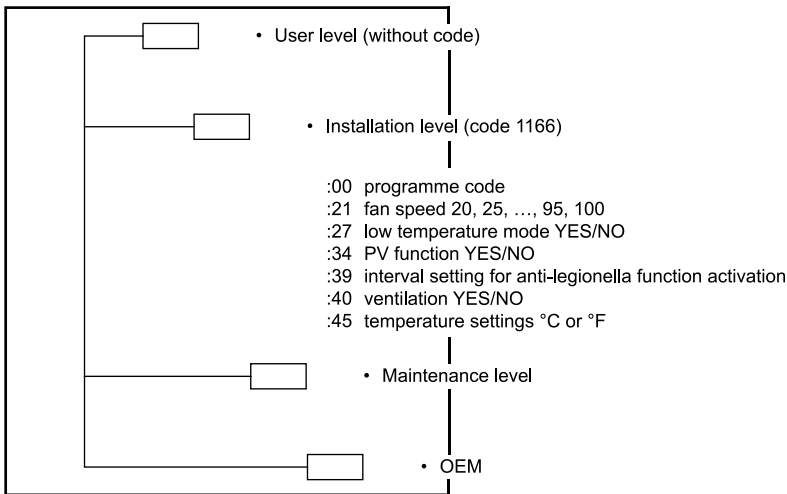 • User level (without code)
• Installation level (code 1166)
:00 programme code
:21 fan speed 20, 25, …, 95, 100
:27 low temperature mode YES/NO
:34 PV function YES/NO
:39 interval setting for anti-legionella function activation
:40 ventilation YES/NO
:45 temperature settings °C or °F
• Maintenance level
• OEM